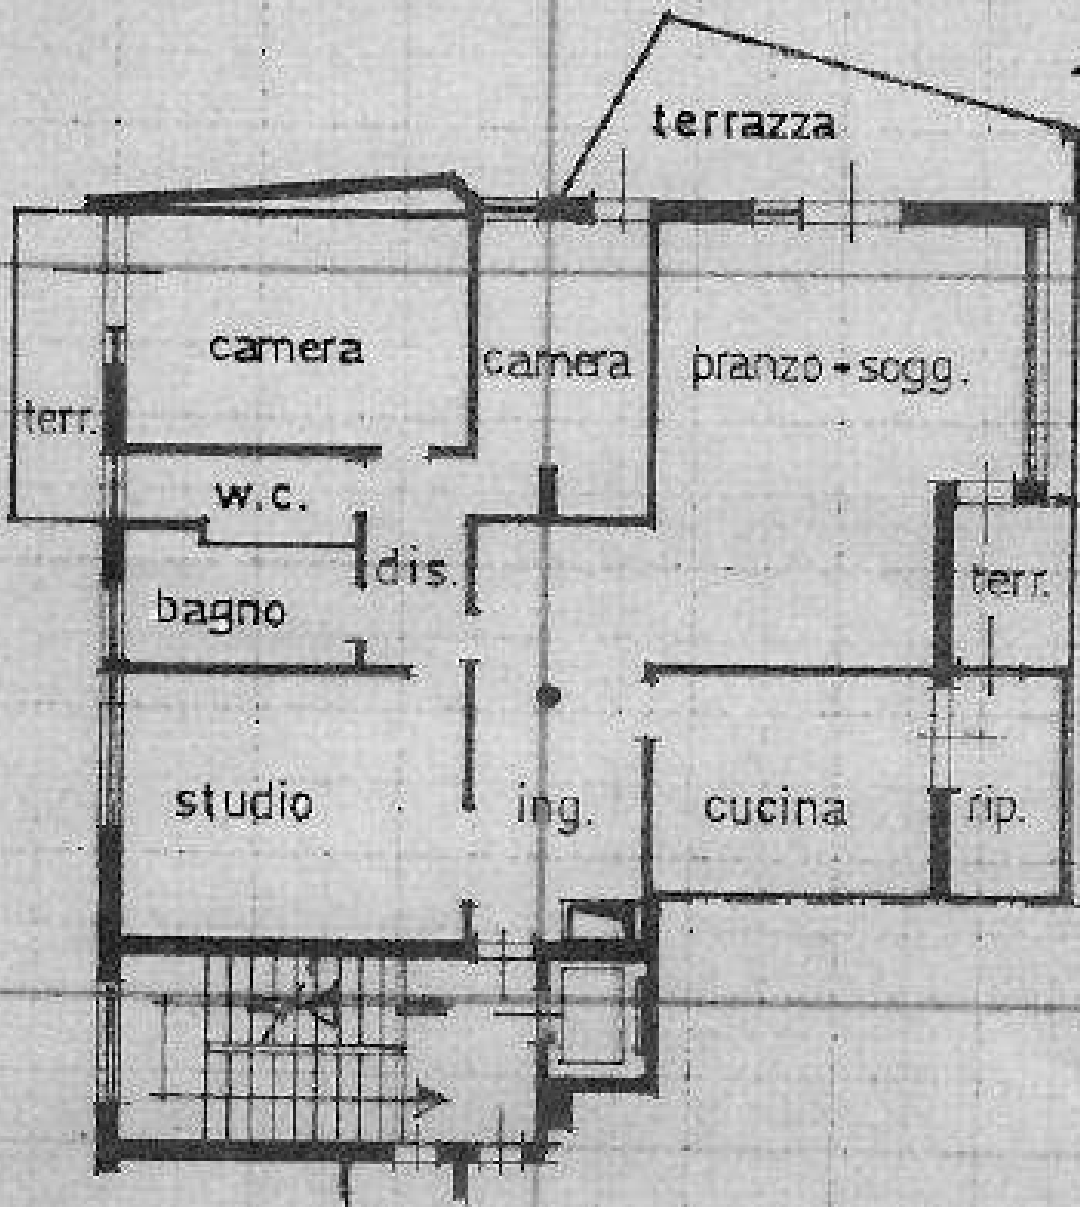 terrazza
camera
camera
pranzo + sogg.
terr.
w.c.
dis.
terr.
bagno
studio
ing.
cucina
rip.